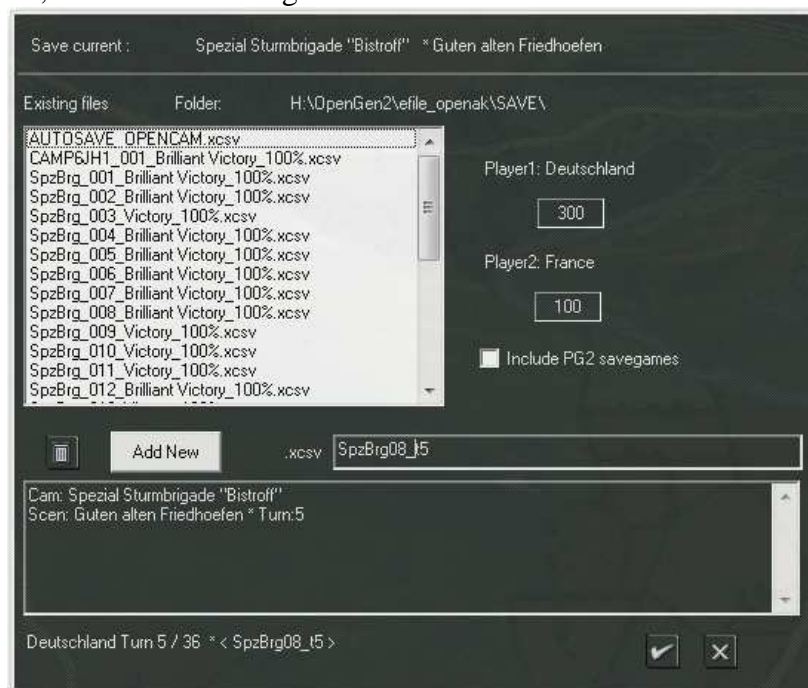 Save current : Spezial Sturmbrigade "Bistroff" * Guten alten Friedhoefen
Existing files Folder: H:\OpenGen2\efile_openak\SAVE\
AUTOSAVE_OPENCAM.xcsv
CAMP6JH1_001_Brilliant Victory_100%.xcsv
SpzBrg_001_Brilliant Victory_100%.xcsv
SpzBrg_002_Brilliant Victory_100%.xcsv
SpzBrg_003_Victory_100%.xcsv
SpzBrg_004_Brilliant Victory_100%.xcsv
SpzBrg_005_Brilliant Victory_100%.xcsv
SpzBrg_006_Brilliant Victory_100%.xcsv
SpzBrg_007_Brilliant Victory_100%.xcsv
SpzBrg_008_Brilliant Victory_100%.xcsv
SpzBrg_009_Victory_100%.xcsv
SpzBrg_010_Victory_100%.xcsv
SpzBrg_011_Victory_100%.xcsv
SpzBrg_012_Brilliant Victory_100%.xcsv
Player1: Deutschland
300
Player2: France
100
Include PG2 savegames
Add New .xcsv SpzBrg08_t5
Cam: Spezial Sturmbrigade "Bistroff"
Scen: Guten alten Friedhoefen * Turn:5
Deutschland Turn 5 / 36 * < SpzBrg08_t5 >